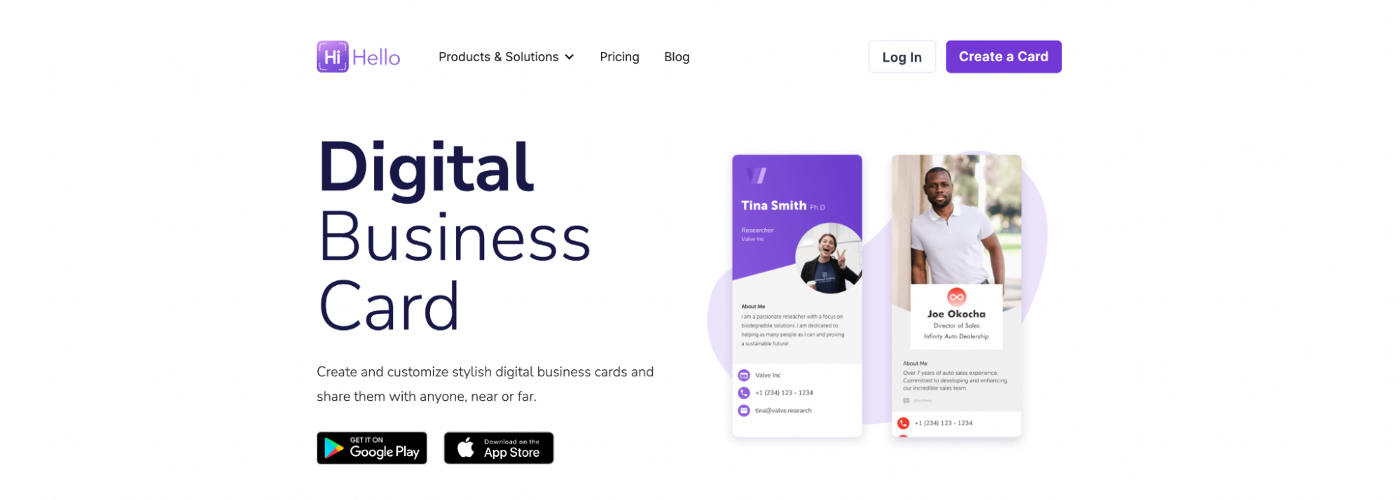 Hi Hello
Products & Solutions
Pricing
Blog
Log In
Create a Card
Digital
Business
Card
Create and customize stylish digital business cards and
share them with anyone, near or far.
GET IT ON
Google Play
Download on the
App Store
Tina Smith Ph.D
Researcher
Valve Inc
About Me
I am a passionate reseacher with a focus on
biodegredible solutions. I am dedicated to
helping as many people as I can and proving
a sustainable future!
Valve Inc
+1 (234) 123 - 1234
tina@valve.research
Joe Okocha
Director of Sales
Infinity Auto Dealership
About Me
Over 7 years of auto sales experience.
Committed to developing and enhancing
our incredible sales team.
+1 (234) 123 - 1234